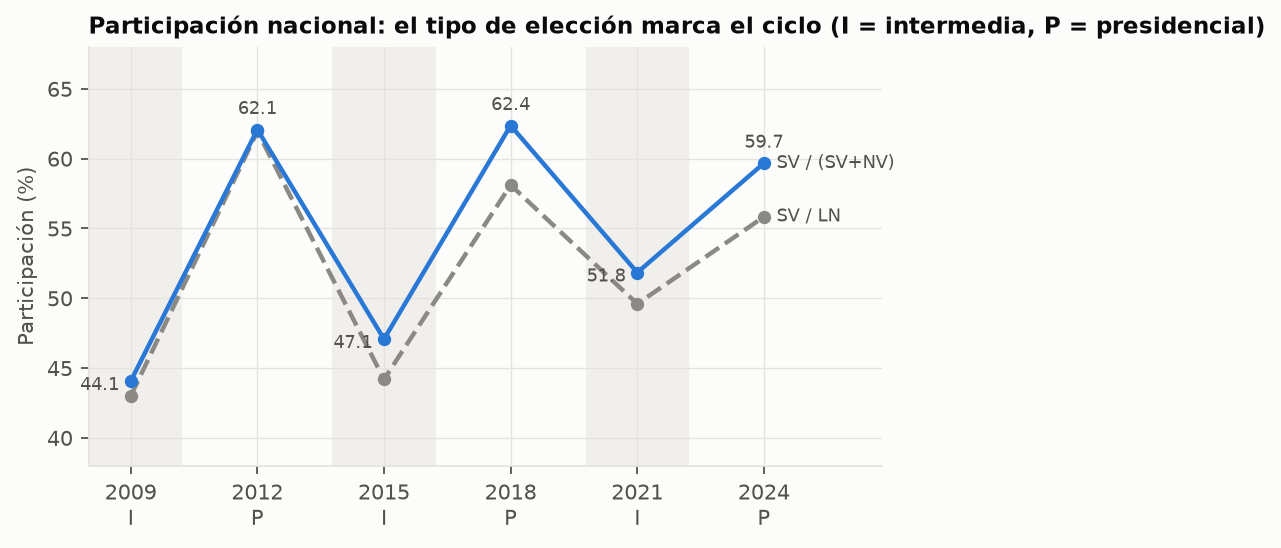 Participación nacional: el tipo de elección marca el ciclo (I = intermedia, P = presidencial)
Participación (%)
65
60
55
50
45
40
44.1
62.1
47.1
62.4
51.8
59.7
SV / (SV+NV)
SV / LN
2009 2012 2015 2018 2021 2024
I P I P I P